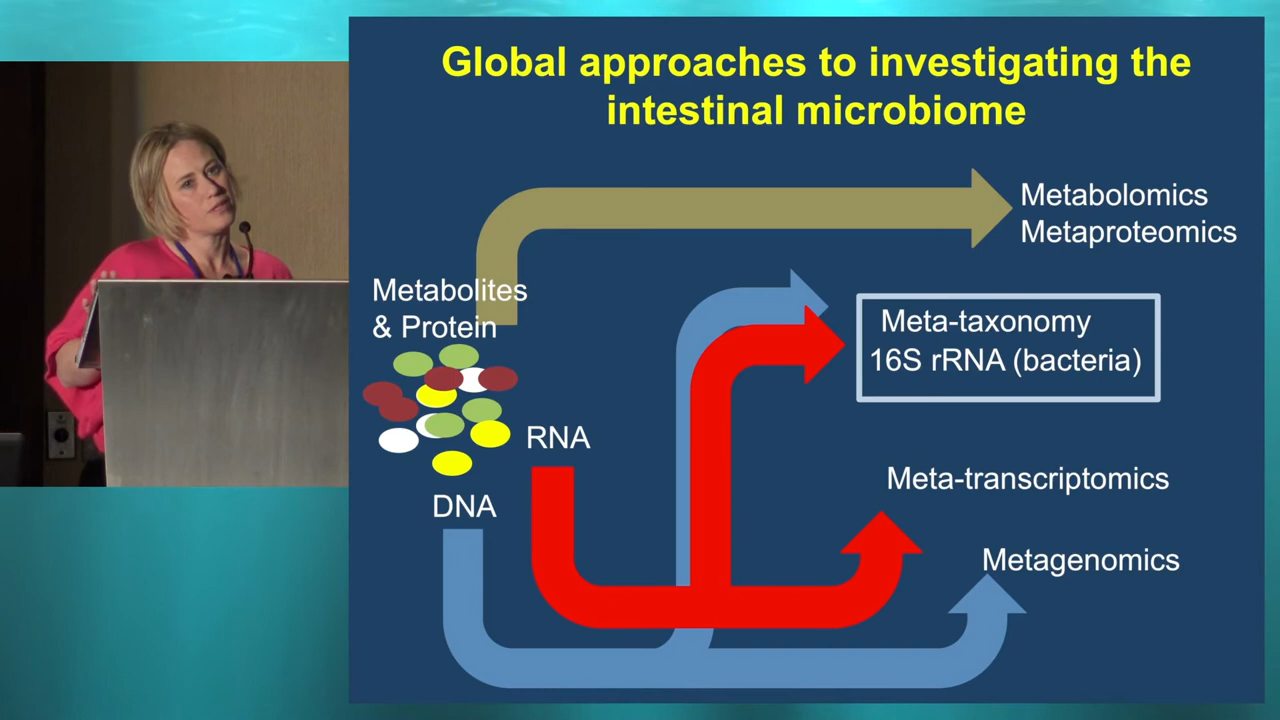 Global approaches to investigating the
intestinal microbiome
Metabolomics
Metaproteomics
Metabolites
& Protein
Meta-taxonomy
16S rRNA (bacteria)
RNA
Meta-transcriptomics
DNA
Metagenomics